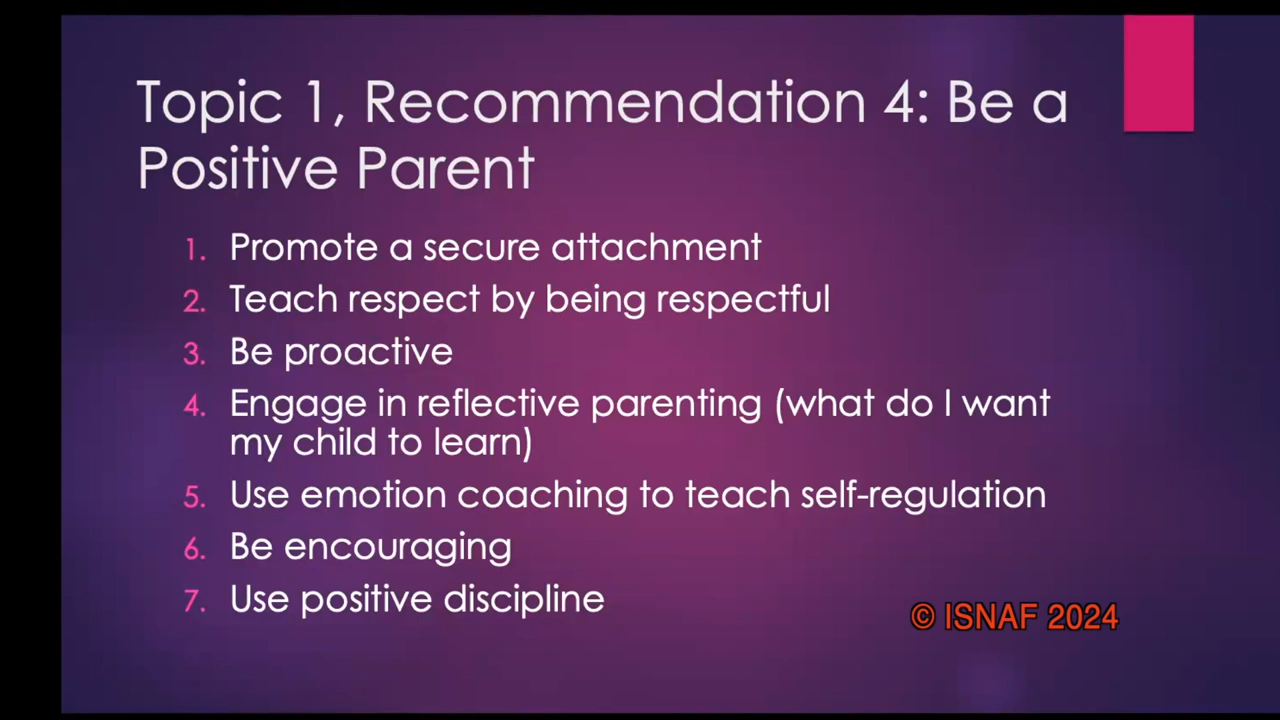 Topic 1, Recommendation 4: Be a
Positive Parent
1. Promote a secure attachment
2. Teach respect by being respectful
3. Be proactive
4. Engage in reflective parenting (what do I want
my child to learn)
5. Use emotion coaching to teach self-regulation
6. Be encouraging
7. Use positive discipline
© ISNAF 2024